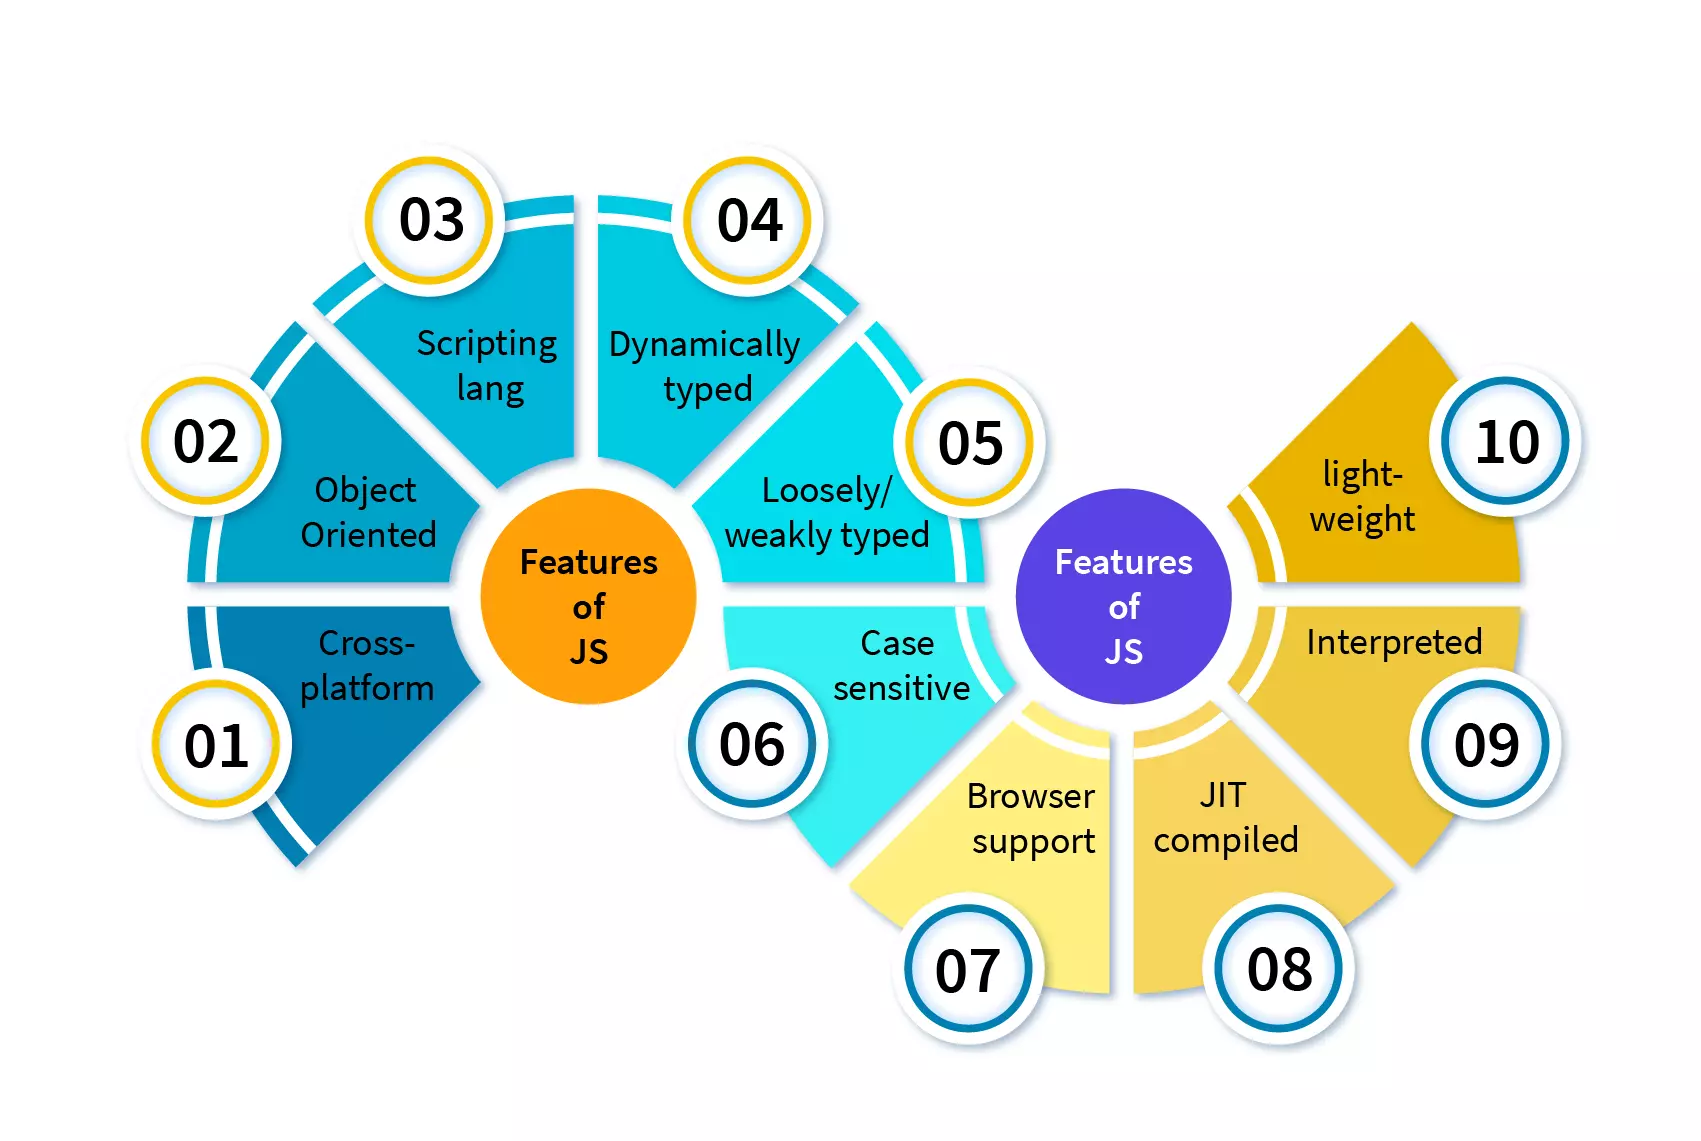 01
Cross-
platform
02
Object
Oriented
03
Scripting
lang
04
Dynamically
typed
05
Loosely/
weakly typed
Features
of
JS
06
Case
sensitive
07
Browser
support
08
JIT
compiled
09
Interpreted
10
light-
weight
Features
of
JS